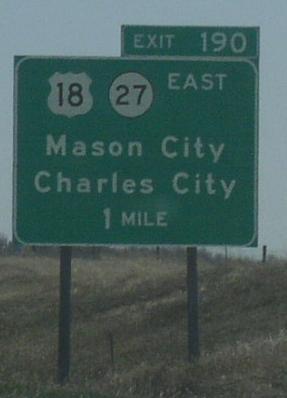 EXIT 190
18 27 EAST
Mason City
Charles City
1 MILE